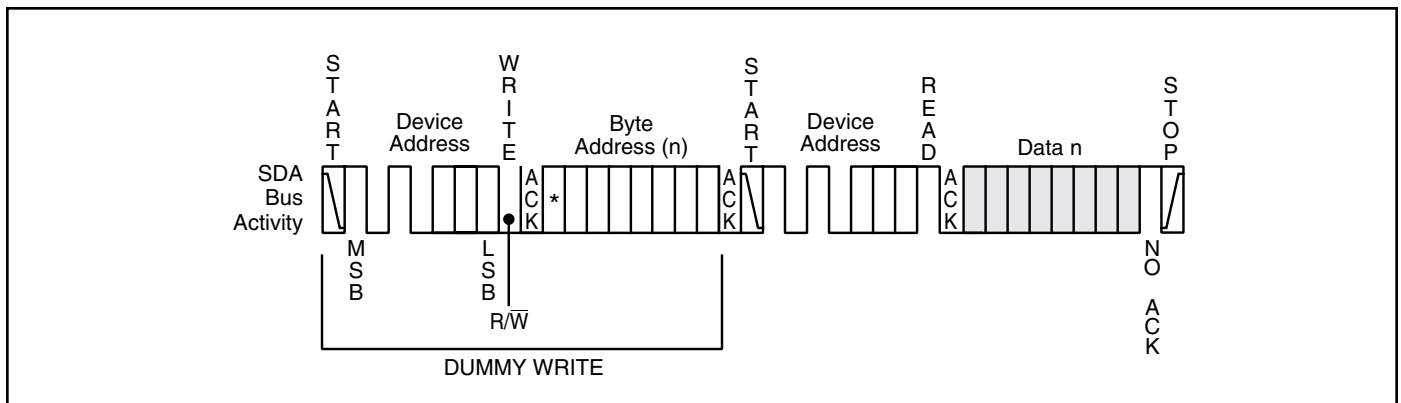 START
WRITE
START
READ
STOP
Device
Address
Byte
Address (n)
Device
Address
Data n
SDA
Bus
Activity
ACK
*
ACK
ACK
MSB
LSB
R/W̅
NO ACK
DUMMY WRITE